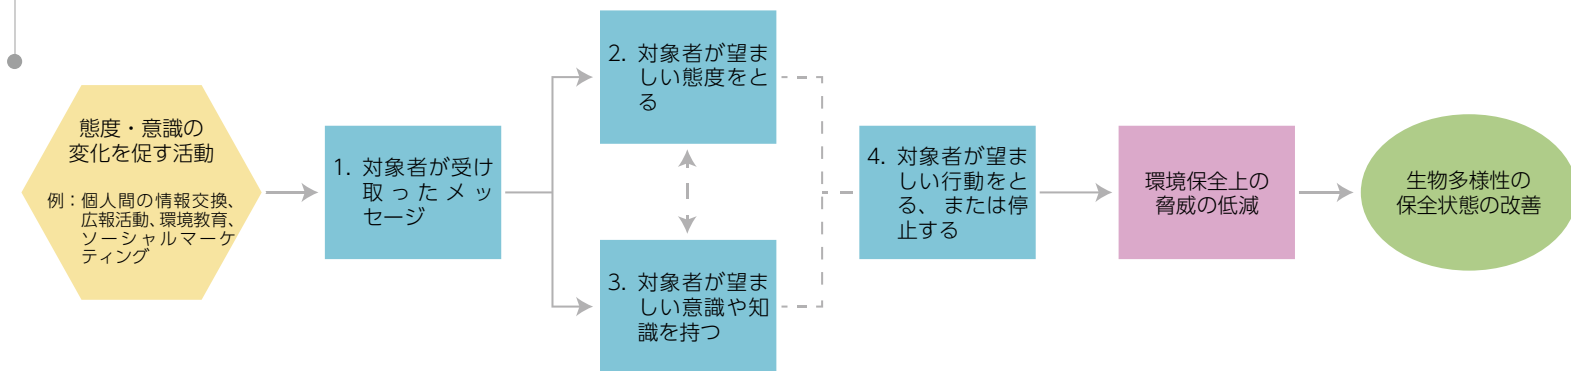 態度・意識の
変化を促す活動
例：個人間の情報交換、
広報活動、環境教育、
ソーシャルマーケ
ティング
1. 対象者が受け
取ったメッ
セージ
2. 対象者が望ま
しい態度をと
る
3. 対象者が望ま
しい意識や知
識を持つ
4. 対象者が望ま
しい行動をと
る、または停
止する
環境保全上の
脅威の低減
生物多様性の
保全状態の改善